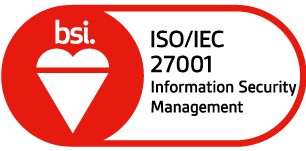 bsi.
ISO/IEC
27001
Information Security
Management